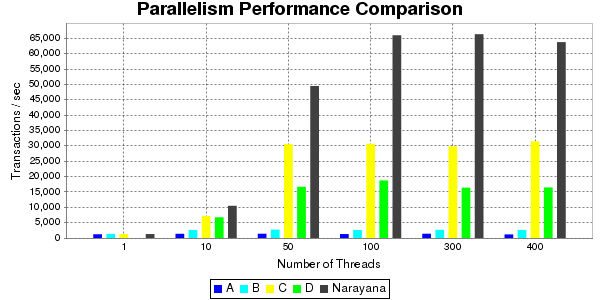 Parallelism Performance Comparison
Transactions / sec
65,000
60,000
55,000
50,000
45,000
40,000
35,000
30,000
25,000
20,000
15,000
10,000
5,000
0
1 10 50 100 300 400
Number of Threads
A B C D Narayana